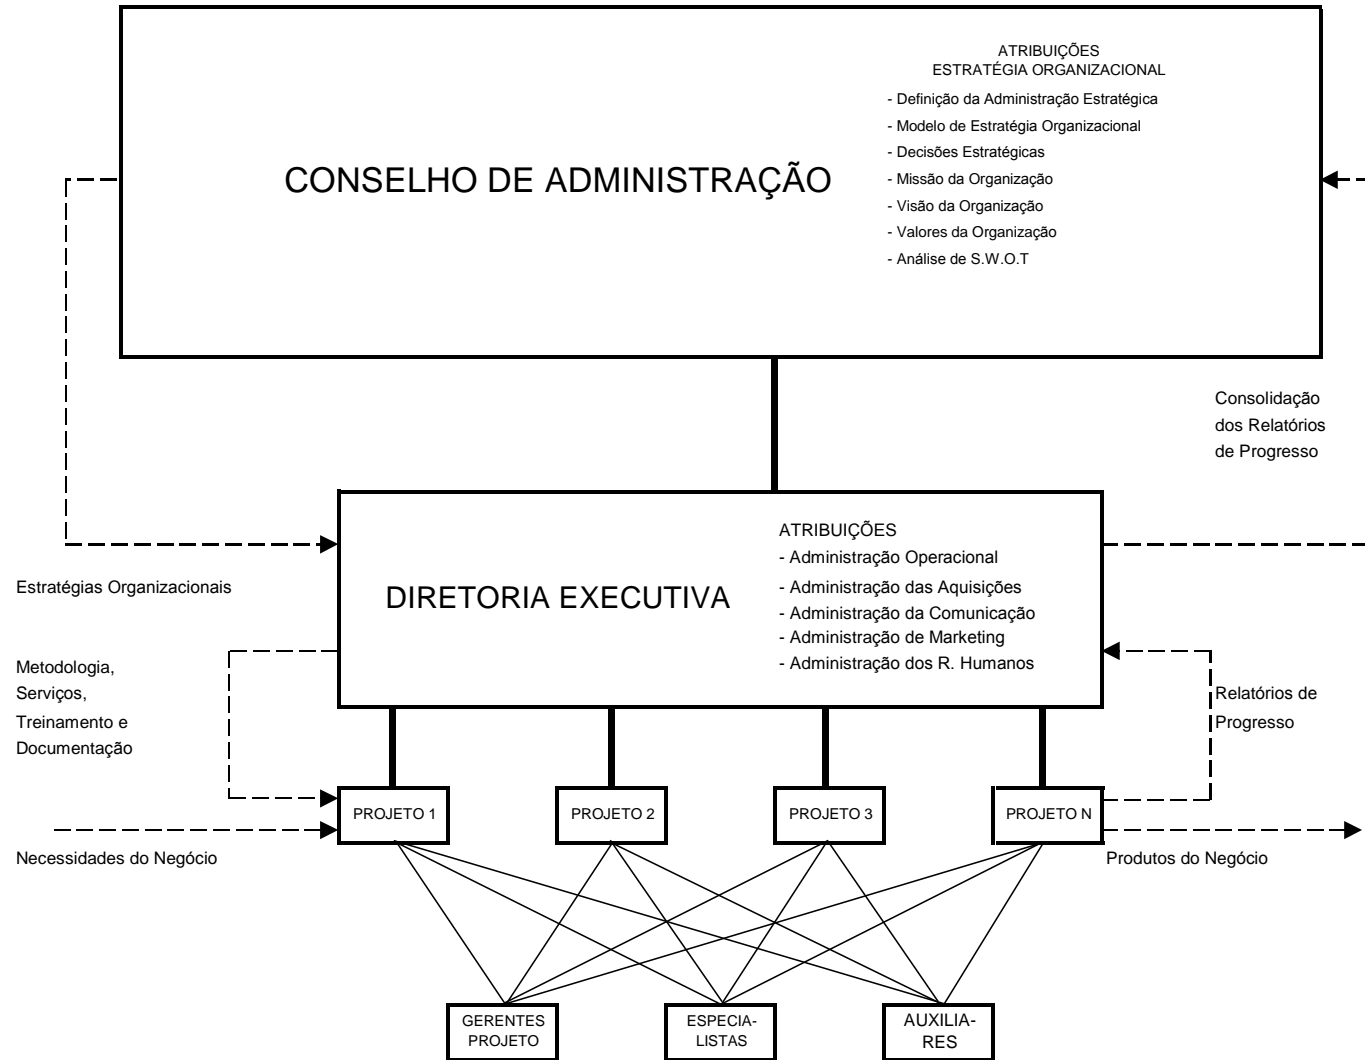 ATRIBUIÇÕES
ESTRATÉGIA ORGANIZACIONAL
- Definição da Administração Estratégica
- Modelo de Estratégia Organizacional
- Decisões Estratégicas
CONSELHO DE ADMINISTRAÇÃO
- Missão da Organização
- Visão da Organização
- Valores da Organização
- Análise de S.W.O.T
Consolidação
dos Relatórios
de Progresso
ATRIBUIÇÕES
- Administração Operacional
- Administração das Aquisições
DIRETORIA EXECUTIVA
- Administração da Comunicação
- Administração de Marketing
- Administração dos R. Humanos
Estratégias Organizacionais
Metodologia,
Serviços,
Treinamento e
Documentação
Relatórios de
Progresso
PROJETO 1
PROJETO 2
PROJETO 3
PROJETO N
Necessidades do Negócio
Produtos do Negócio
GERENTES
PROJETO
ESPECIA-
LISTAS
AUXILIA-
RES